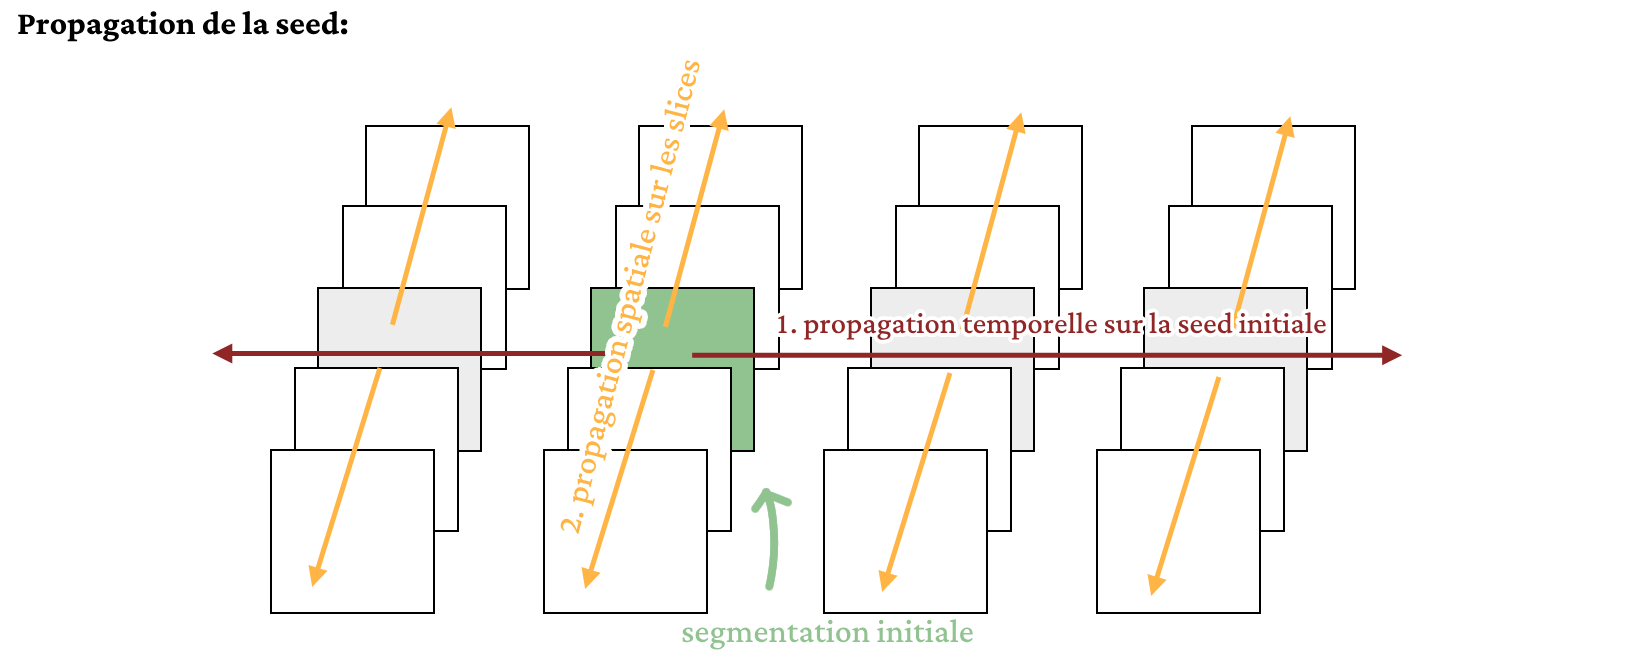 Propagation de la seed:
2. propagation spatiale sur les slices
1. propagation temporelle sur la seed initiale
segmentation initiale